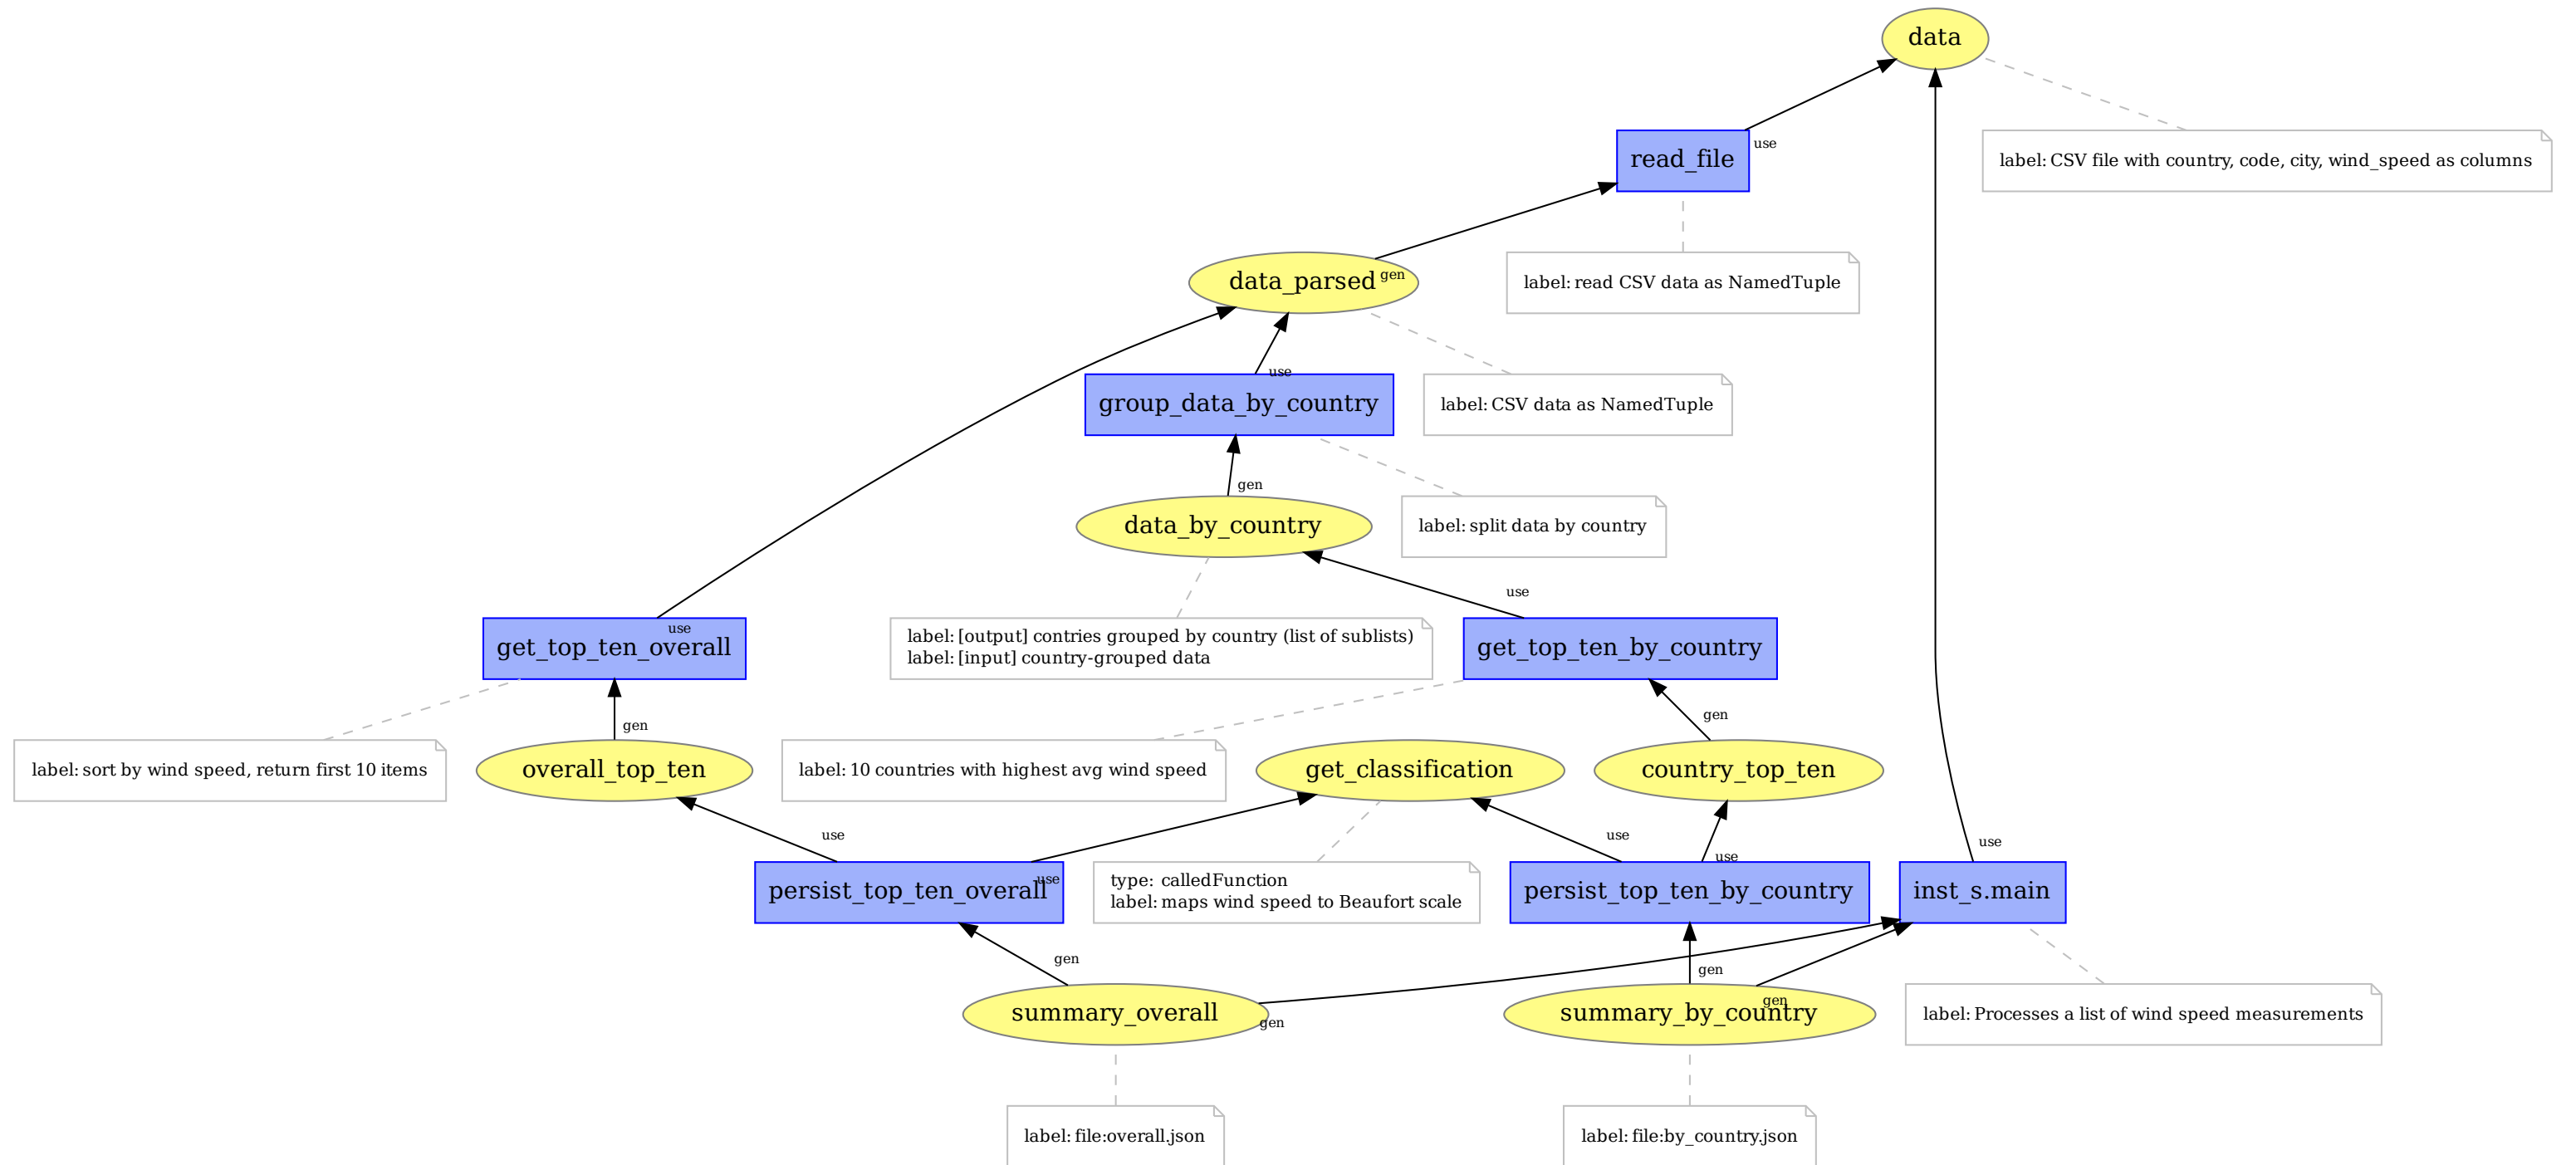 data
use
read_file
label: CSV file with country, code, city, wind_speed as columns
data_parsed
gen
label: read CSV data as NamedTuple
use
group_data_by_country
label: CSV data as NamedTuple
gen
data_by_country
label: split data by country
use
use
get_top_ten_overall
label: [output] contries grouped by country (list of sublists)
label: [input] country-grouped data
get_top_ten_by_country
gen
gen
label: sort by wind speed, return first 10 items
overall_top_ten
label: 10 countries with highest avg wind speed
get_classification
country_top_ten
use
use
use
use
use
persist_top_ten_overall
type: calledFunction
label: maps wind speed to Beaufort scale
persist_top_ten_by_country
inst_s.main
gen
gen
gen
gen
summary_overall
summary_by_country
label: Processes a list of wind speed measurements
label: file:overall.json
label: file:by_country.json